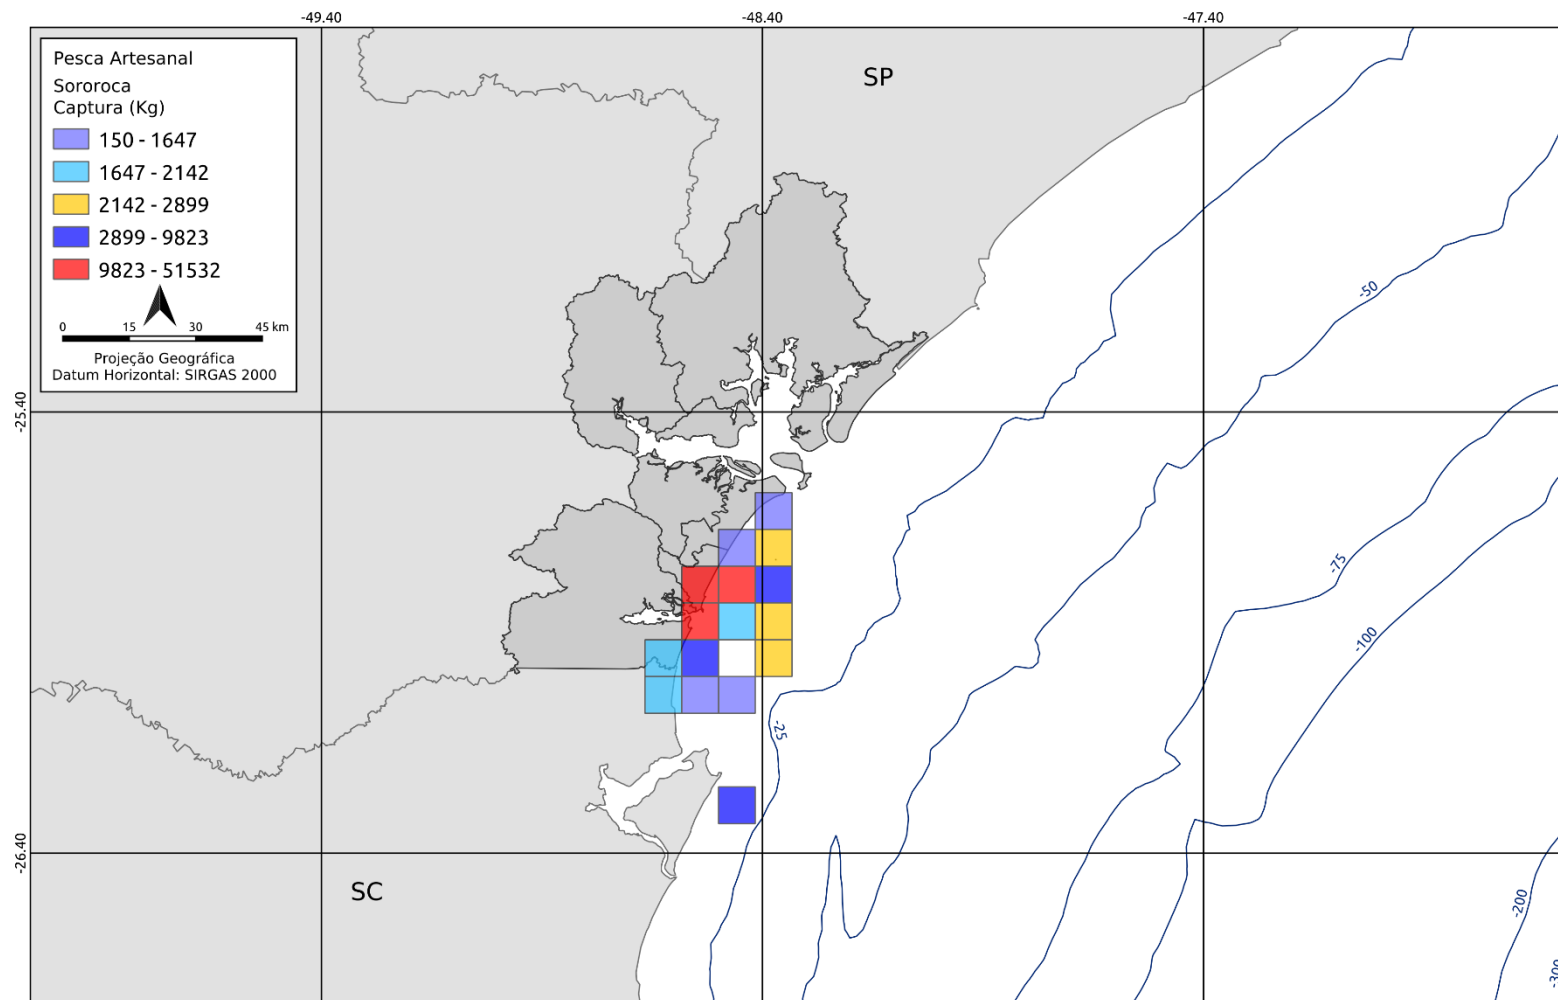 -49.40
-48.40
-47.40
Pesca Artesanal
Sororoca
Captura (Kg)
150 - 1647
1647 - 2142
2142 - 2899
2899 - 9823
9823 - 51532
0 15 30 45 km
Projeção Geográfica
Datum Horizontal: SIRGAS 2000
SP
-50
-25.40
-75
-100
-25
-26.40
SC
-200
-300